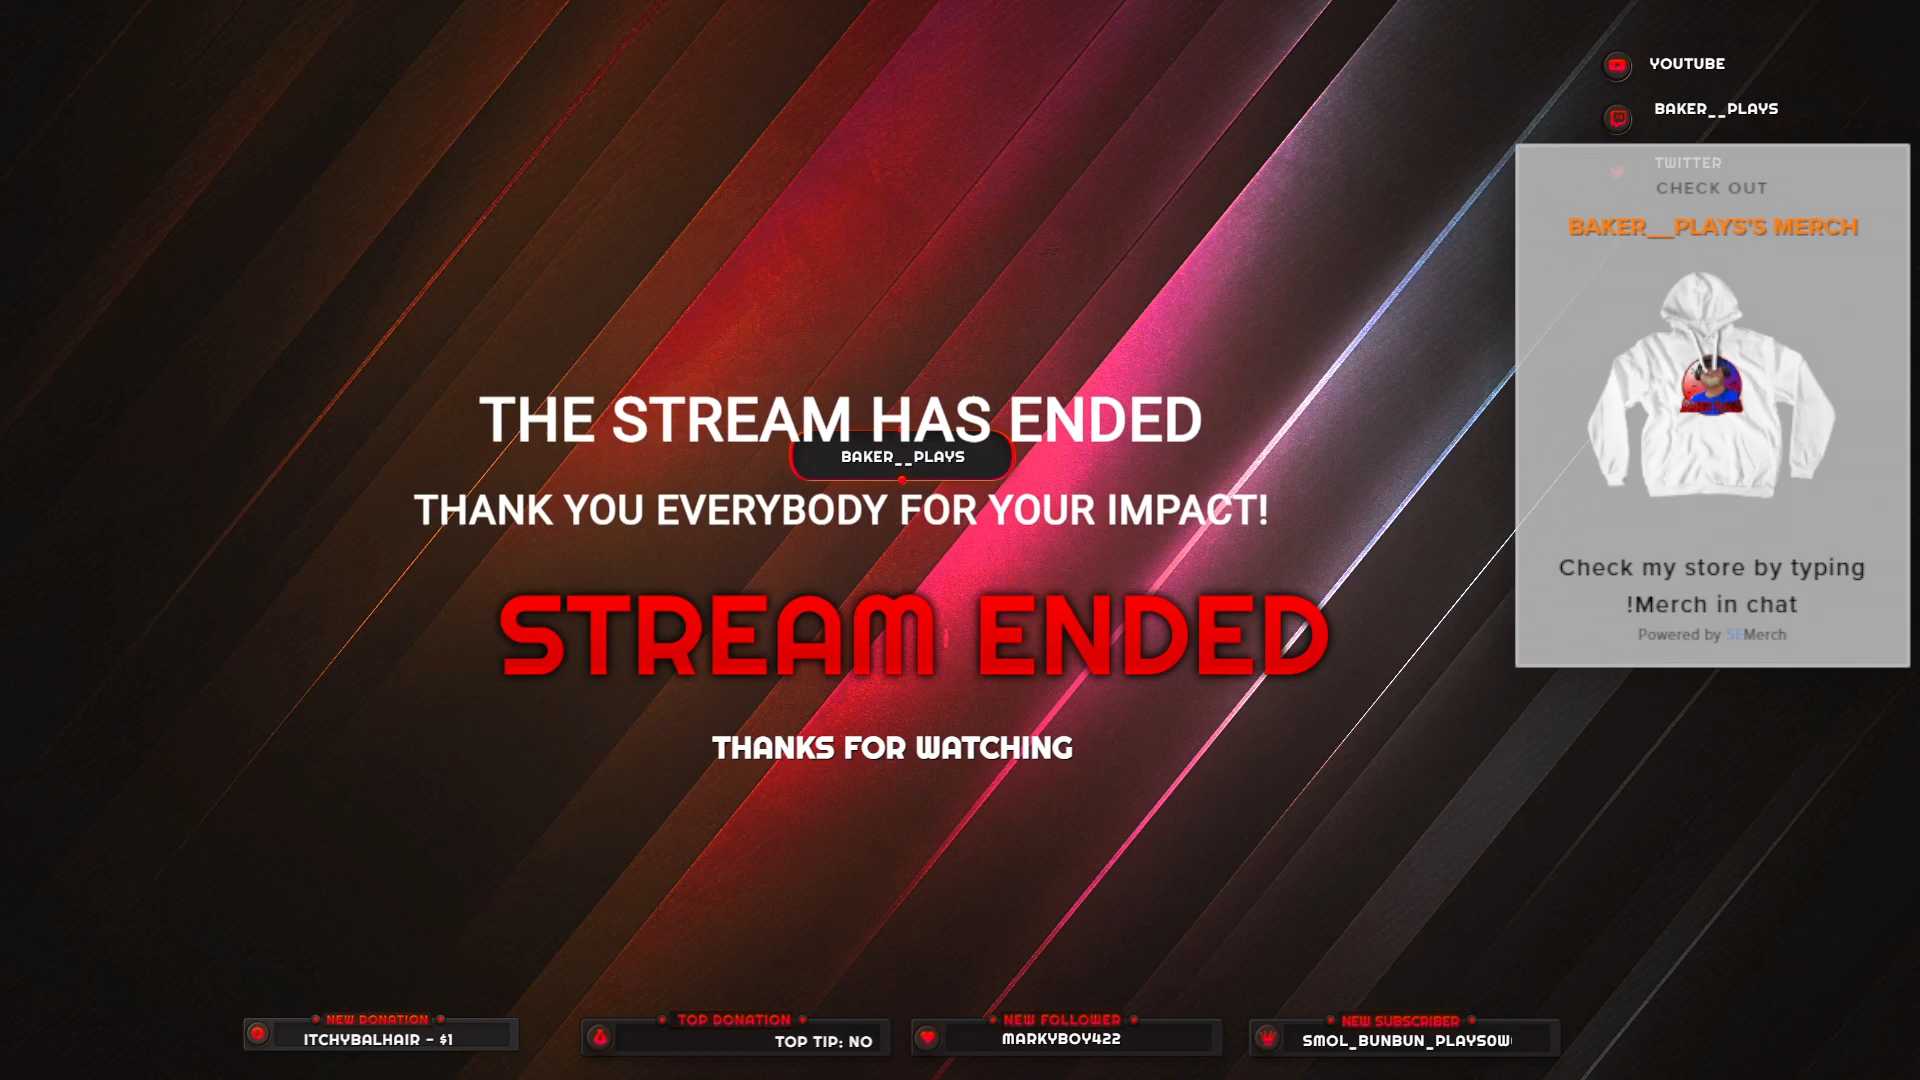 YOUTUBE
BAKER__PLAYS
TWITTER
CHECK OUT
BAKER__PLAYS'S MERCH
THE STREAM HAS ENDED
BAKER__PLAYS
THANK YOU EVERYBODY FOR YOUR IMPACT!
Check my store by typing
!Merch in chat
Powered by SEMerch
STREAM ENDED
THANKS FOR WATCHING
NEW DONATION
ITCHYBALHAIR - $1
TOP DONATION
TOP TIP: NO
NEW FOLLOWER
MARKYBOY422
NEW SUBSCRIBER
SMOL_BUNBUN_PLAYS0W